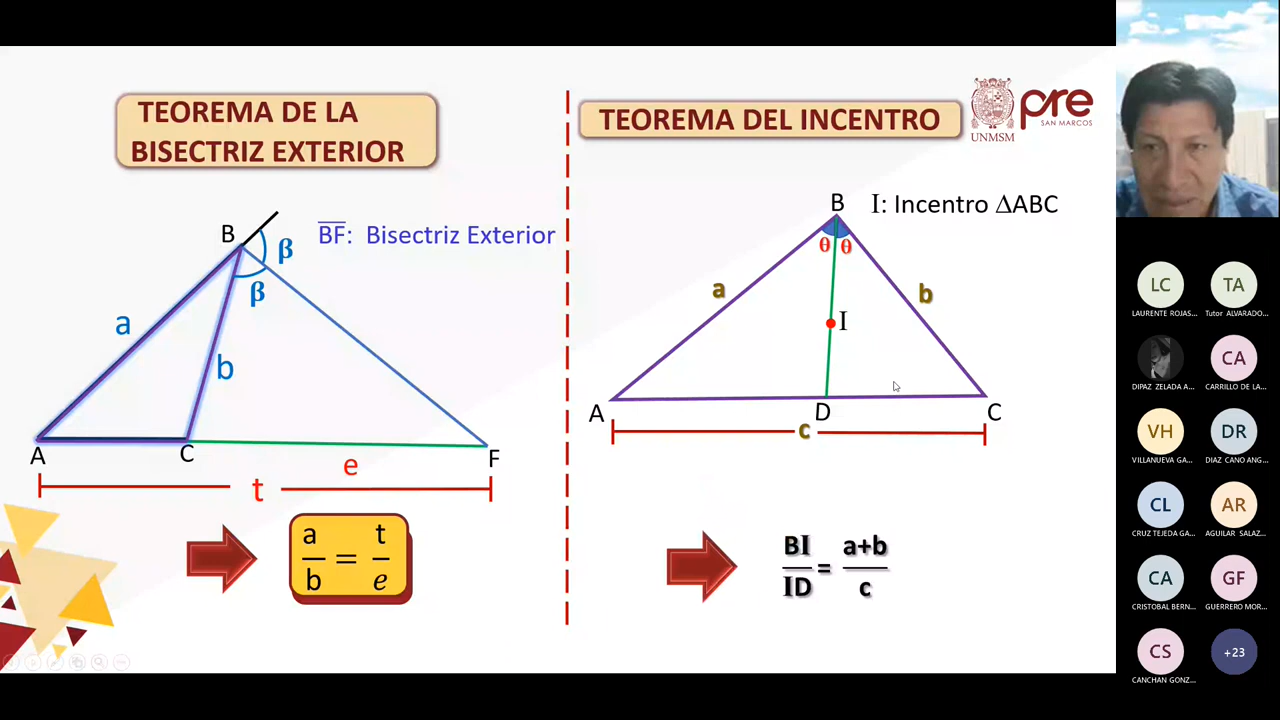 TEOREMA DE LA
BISECTRIZ EXTERIOR
B
β
β
BF: Bisectriz Exterior
a
b
A
C
F
e
t
a
b
=
t
e
TEOREMA DEL INCENTRO
UNMSM
pre
SAN MARCOS
B
I: Incentro ΔABC
θ θ
a
b
I
A
D
C
c
BI
ID
=
a+b
c
LC
LAURENTE ROJAS...
TA
Tutor ALVARADO...
DIPAZ ZELADA A...
CA
CARRILLO DE LA...
VH
VILLANUEVA GA...
DR
DIAZ CANO ANG...
CL
CRUZ TEJEDA GA...
AR
AGUILAR SALAZ...
CA
CRISTOBAL BERN...
GF
GUERRERO MOR...
CS
CANCHAN GONZ...
+23